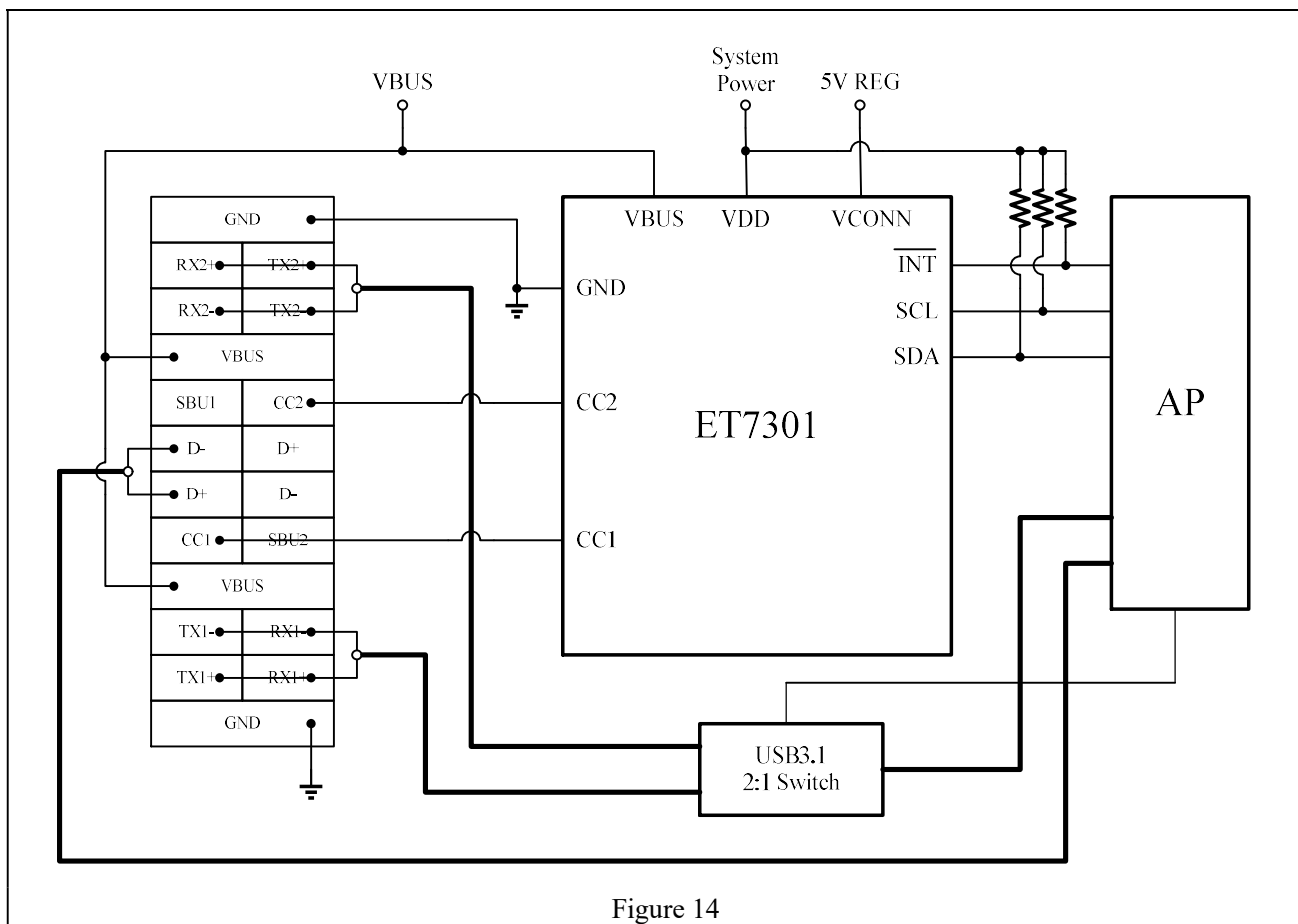 System
Power
VBUS
5V REG
GND
RX2+ TX2+
RX2- TX2-
VBUS
SBU1 CC2
D- D+
D+ D-
CC1 SBU2
VBUS
TX1- RX1-
TX1+ RX1+
GND
VBUS VDD VCONN
INT
GND
SCL
SDA
CC2
ET7301
CC1
AP
USB3.1
2:1 Switch
Figure 14